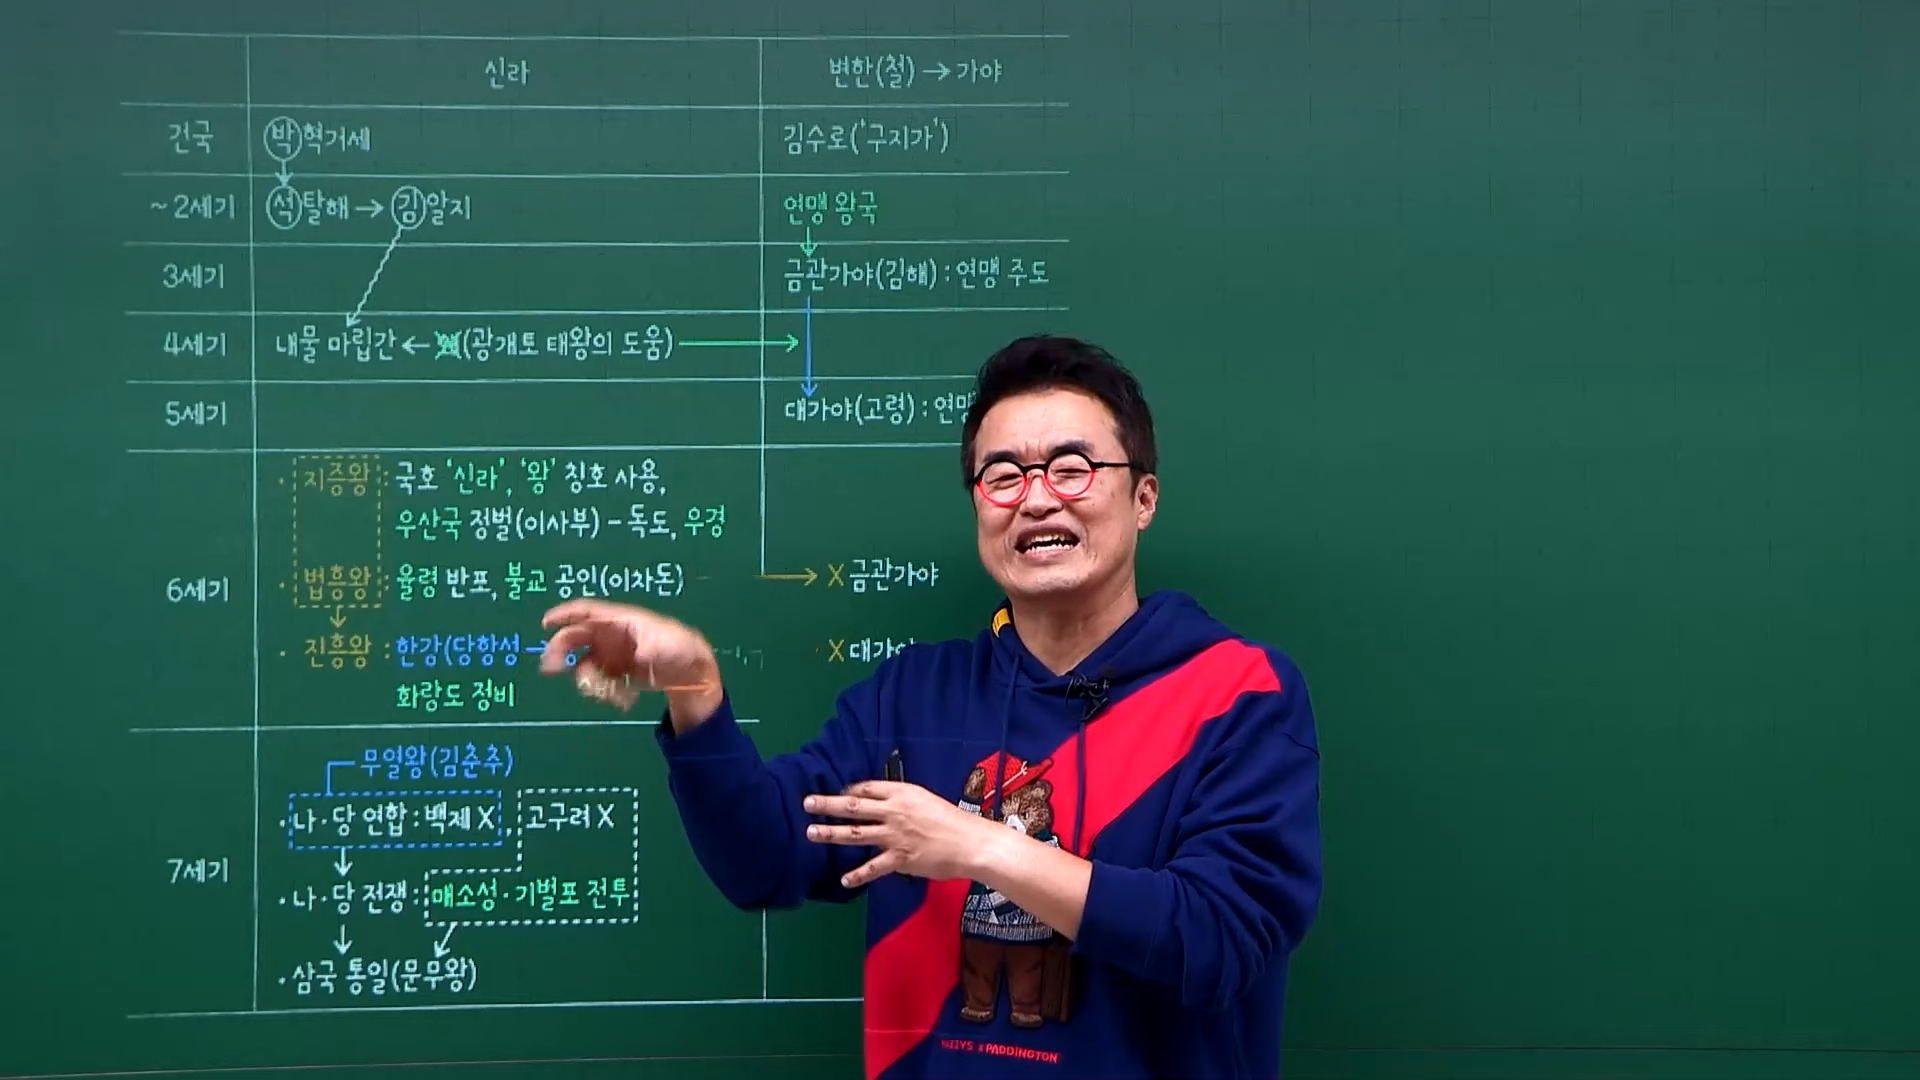 신라
변한(철) → 가야
건국
박혁거세
김수로('구지가')
~2세기
석탈해 → 김알지
연맹 왕국
3세기
금관가야(김해) : 연맹 주도
4세기
내물 마립간 ← 왜(광개토 태왕의 도움) →
5세기
대가야(고령) : 연맹
6세기
· 지증왕 : 국호 '신라', '왕' 칭호 사용,
우산국 정벌(이사부) - 독도, 우경
· 법흥왕 : 율령 반포, 불교 공인(이차돈)
→ X 금관가야
· 진흥왕 : 한강(당항성 →
X 대가야
화랑도 정비
7세기
무열왕(김춘추)
· 나·당 연합 : 백제 X, 고구려 X
· 나·당 전쟁 : 매소성·기벌포 전투
· 삼국 통일(문무왕)
PADDINGTON